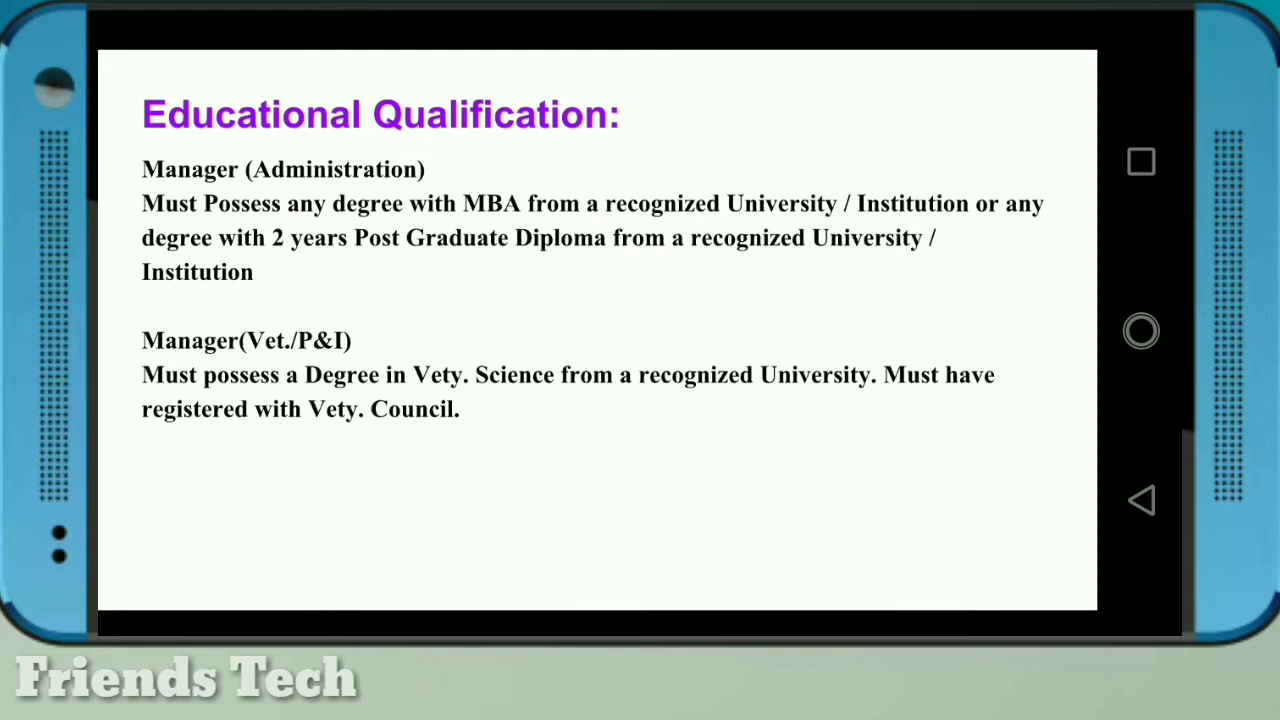 Educational Qualification:
Manager (Administration)
Must Possess any degree with MBA from a recognized University / Institution or any
degree with 2 years Post Graduate Diploma from a recognized University /
Institution
Manager(Vet./P&I)
Must possess a Degree in Vety. Science from a recognized University. Must have
registered with Vety. Council.
Friends Tech